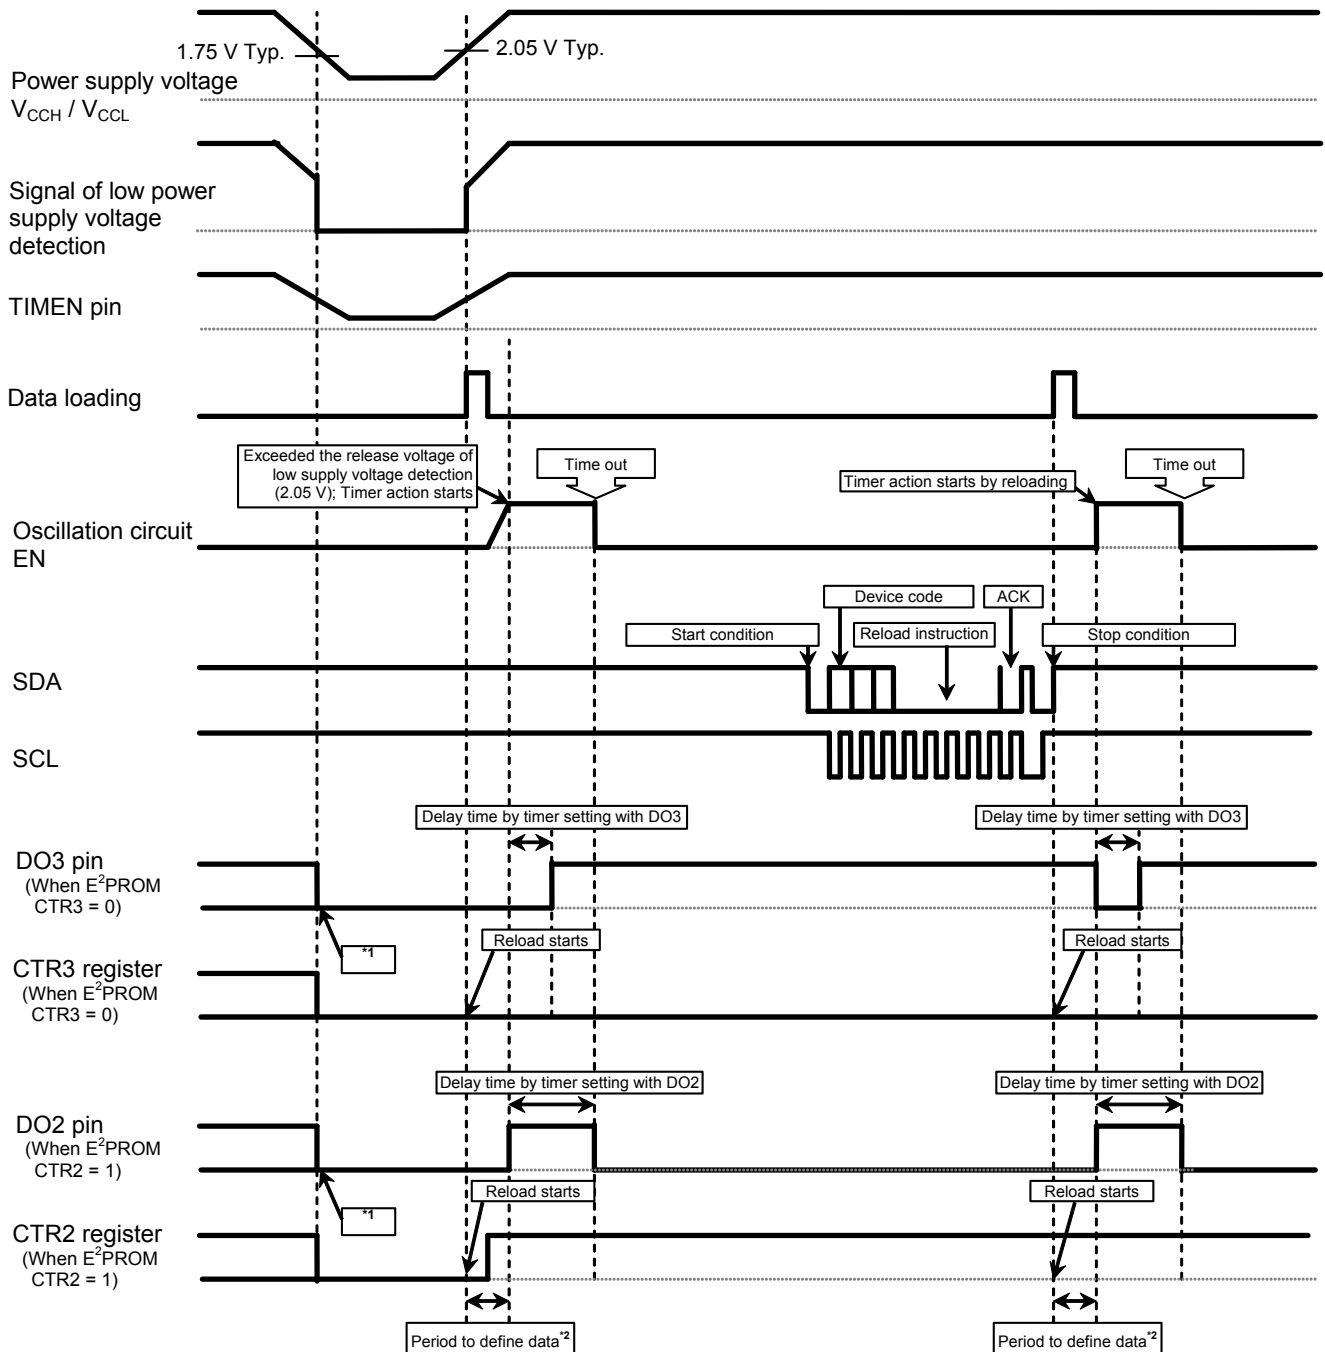 1.75 V Typ.
2.05 V Typ.
Power supply voltage
VCCH / VCCL
Signal of low power
supply voltage
detection
TIMEN pin
Data loading
Exceeded the release voltage of
low supply voltage detection
(2.05 V); Timer action starts
Time out
Timer action starts by reloading
Time out
Oscillation circuit
EN
Device code
ACK
Start condition
Reload instruction
Stop condition
SDA
SCL
Delay time by timer setting with DO3
Delay time by timer setting with DO3
DO3 pin
(When E²PROM
CTR3 = 0)
*1
Reload starts
Reload starts
CTR3 register
(When E²PROM
CTR3 = 0)
Delay time by timer setting with DO2
Delay time by timer setting with DO2
DO2 pin
(When E²PROM
CTR2 = 1)
*1
Reload starts
Reload starts
CTR2 register
(When E²PROM
CTR2 = 1)
Period to define data*2
Period to define data*2